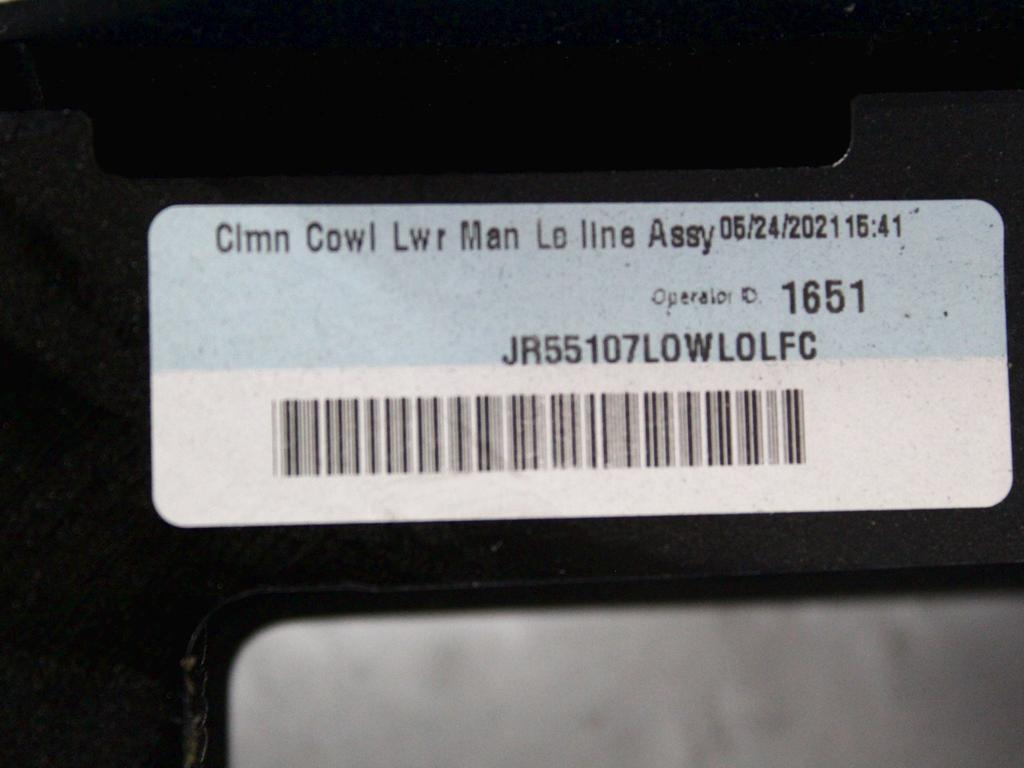 Clmn Cowl Lwr Man Lo line Assy 05/24/2021 15:41
Operator ID. 1651
JR55107LOWLOLFC